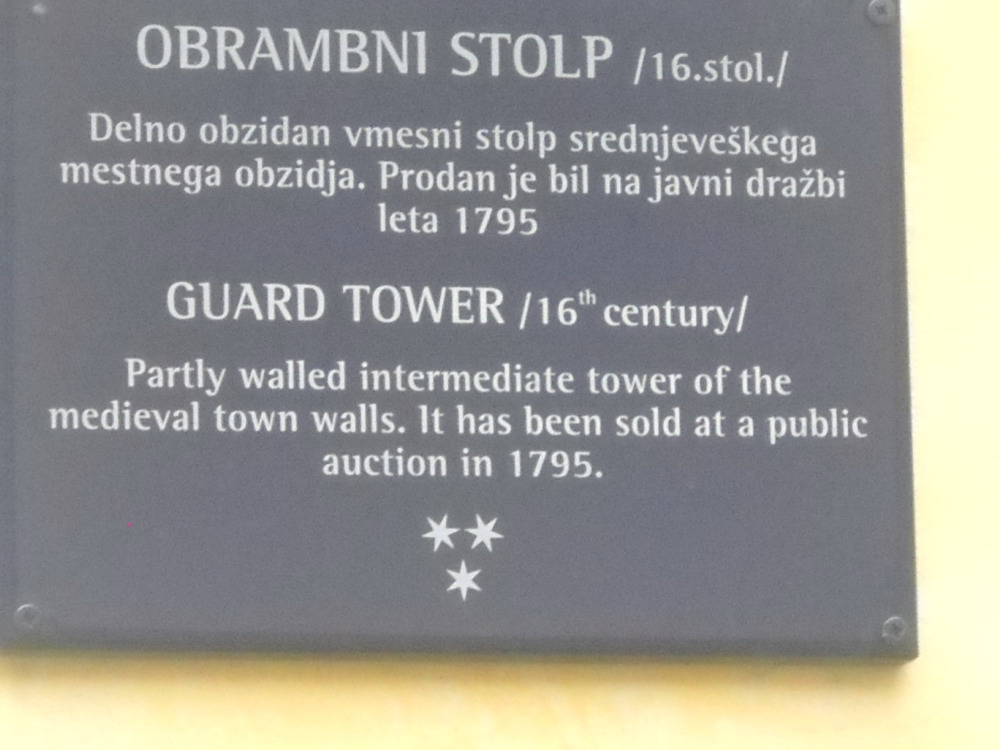 OBRAMBNI STOLP /16.stol./
Delno obzidan vmesni stolp srednjeveškega
mestnega obzidja. Prodan je bil na javni dražbi
leta 1795
GUARD TOWER /16th century/
Partly walled intermediate tower of the
medieval town walls. It has been sold at a public
auction in 1795.